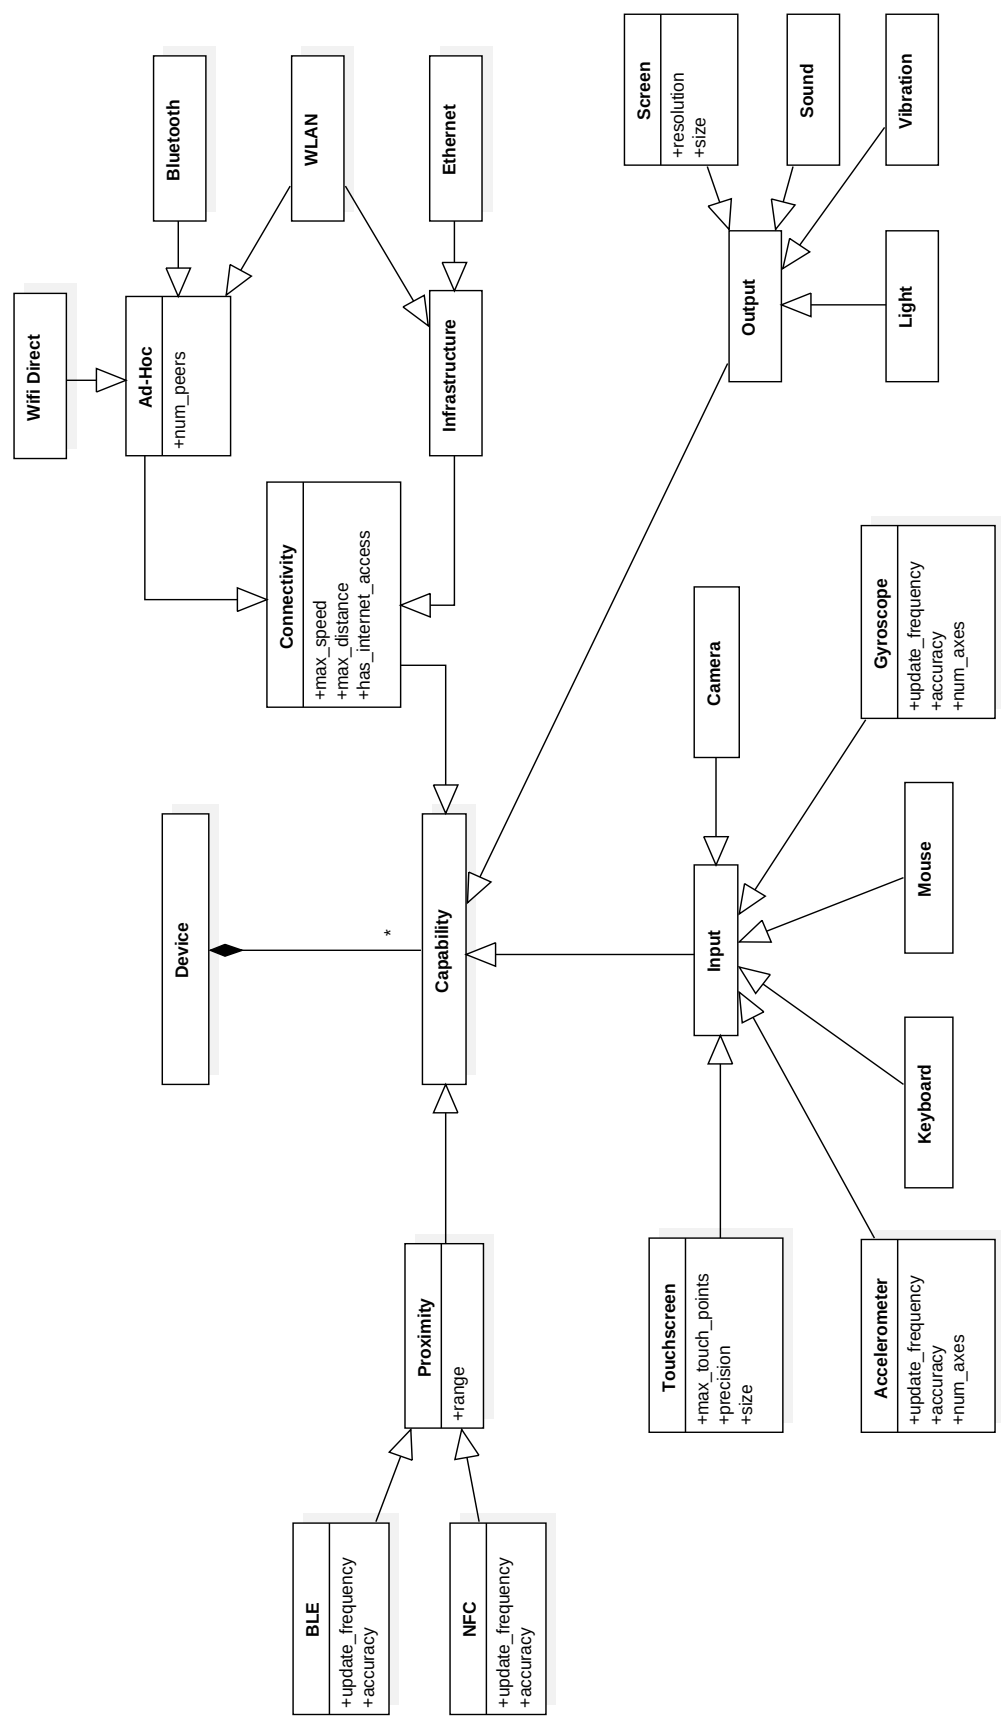 BLE
+update_frequency
+accuracy
NFC
+update_frequency
+accuracy
Proximity
+range
Touchscreen
+max_touch_points
+precision
+size
Accelerometer
+update_frequency
+accuracy
+num_axes
Device
*
Capability
Input
Keyboard
Mouse
Camera
Gyroscope
+update_frequency
+accuracy
+num_axes
Connectivity
+max_speed
+max_distance
+has_internet_access
Wifi Direct
Ad-Hoc
+num_peers
Infrastructure
Output
Light
Bluetooth
WLAN
Ethernet
Screen
+resolution
+size
Sound
Vibration